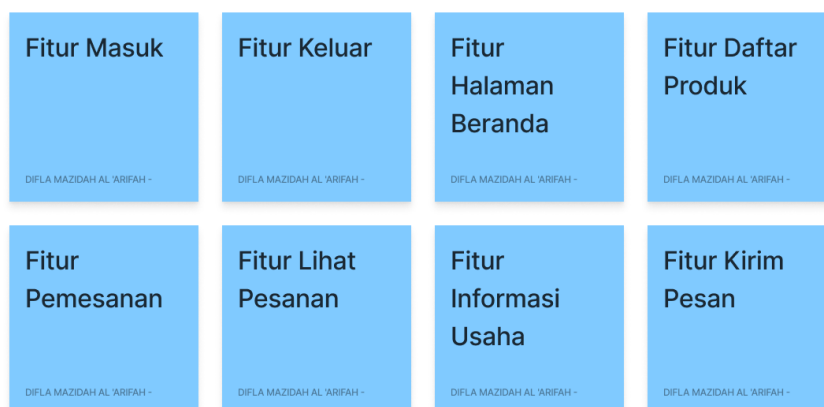 Fitur Masuk
DIFLA MAZIDAH AL 'ARIFAH -
Fitur Keluar
DIFLA MAZIDAH AL 'ARIFAH -
Fitur
Halaman
Beranda
DIFLA MAZIDAH AL 'ARIFAH -
Fitur Daftar
Produk
DIFLA MAZIDAH AL 'ARIFAH -
Fitur
Pemesanan
DIFLA MAZIDAH AL 'ARIFAH -
Fitur Lihat
Pesanan
DIFLA MAZIDAH AL 'ARIFAH -
Fitur
Informasi
Usaha
DIFLA MAZIDAH AL 'ARIFAH -
Fitur Kirim
Pesan
DIFLA MAZIDAH AL 'ARIFAH -